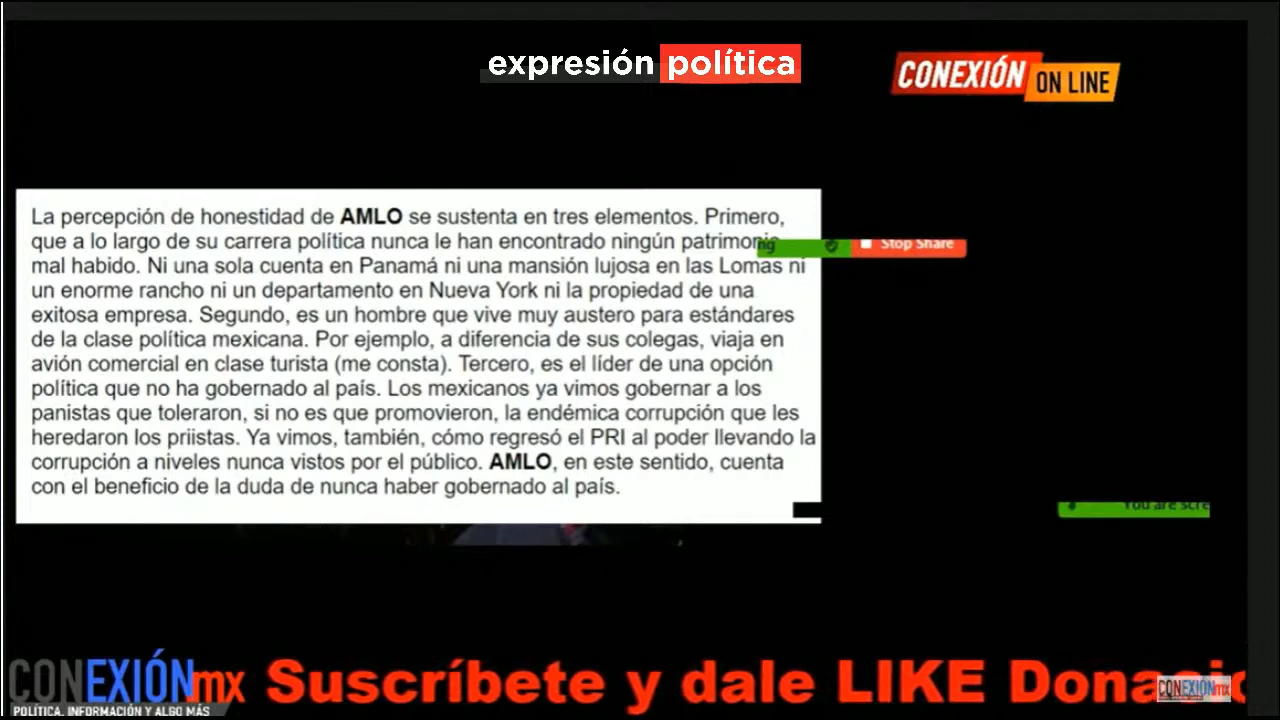 expresión política
CONEXIÓN
ON LINE
La percepción de honestidad de AMLO se sustenta en tres elementos. Primero,
que a lo largo de su carrera política nunca le han encontrado ningún
mal habido. Ni una sola cuenta en Panamá ni una mansión lujosa en las Lomas ni
un enorme rancho ni un departamento en Nueva York ni la propiedad de una
exitosa empresa. Segundo, es un hombre que vive muy austero para estándares
de la clase política mexicana. Por ejemplo, a diferencia de sus colegas, viaja en
avión comercial en clase turista (me consta). Tercero, es el líder de una opción
política que no ha gobernado al país. Los mexicanos ya vimos gobernar a los
panistas que toleraron, si no es que promovieron, la endémica corrupción que les
heredaron los priistas. Ya vimos, también, cómo regresó el PRI al poder llevando la
corrupción a niveles nunca vistos por el público. AMLO, en este sentido, cuenta
con el beneficio de la duda de nunca haber gobernado al país.
ng
Stop Share
You are
CONEXIÓNmx
POLÍTICA, INFORMACIÓN Y ALGO MÁS
Suscríbete y dale LIKE
CONEXIÓNmx